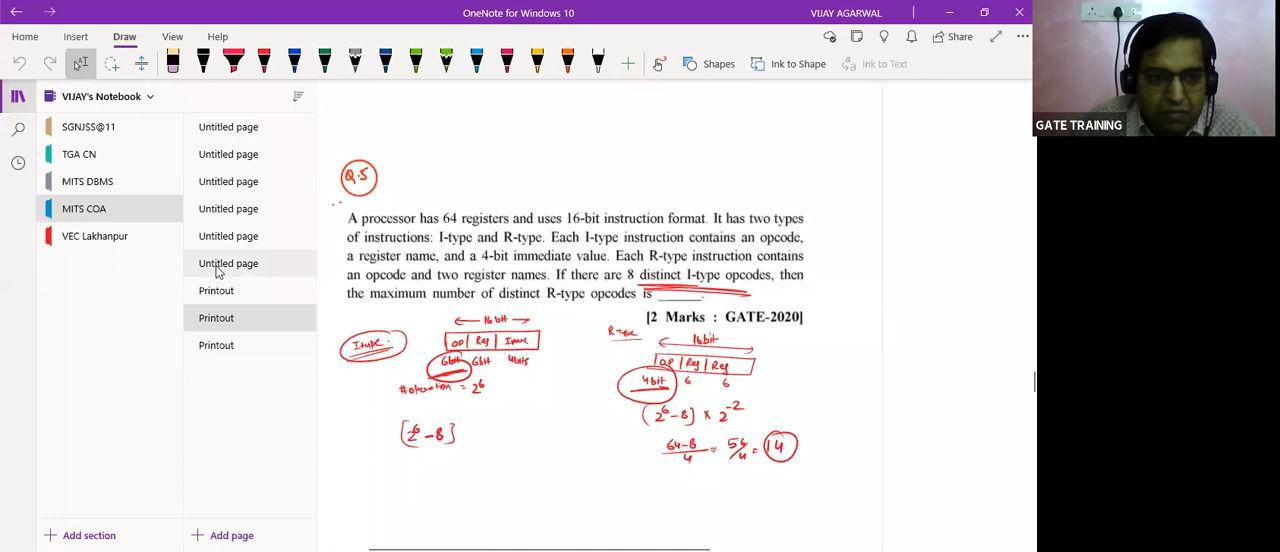 OneNote for Windows 10
VIJAY AGARWAL
Home Insert Draw View Help
Share
Shapes
Ink to Shape
Ink to Text
VIJAY's Notebook
SGNJSS@11
TGA CN
MITS DBMS
MITS COA
VEC Lakhanpur
Untitled page
Untitled page
Untitled page
Untitled page
Untitled page
Untitled page
Printout
Printout
Printout
Add section
Add page
GATE TRAINING
Q.5
A processor has 64 registers and uses 16-bit instruction format. It has two types
of instructions: I-type and R-type. Each I-type instruction contains an opcode,
a register name, and a 4-bit immediate value. Each R-type instruction contains
an opcode and two register names. If there are 8 distinct I-type opcodes, then
the maximum number of distinct R-type opcodes is ______.
[2 Marks : GATE-2020]
I type.
16 bit
OP | Reg | Imm
6bit 6bit 4bits
#operation = 2⁶
[2⁶ - 8]
R-type
16bit
OP | Reg | Reg
4bit 6 6
(2⁶ - 8] × 2⁻²
64-8/4 = 56/4 = 14